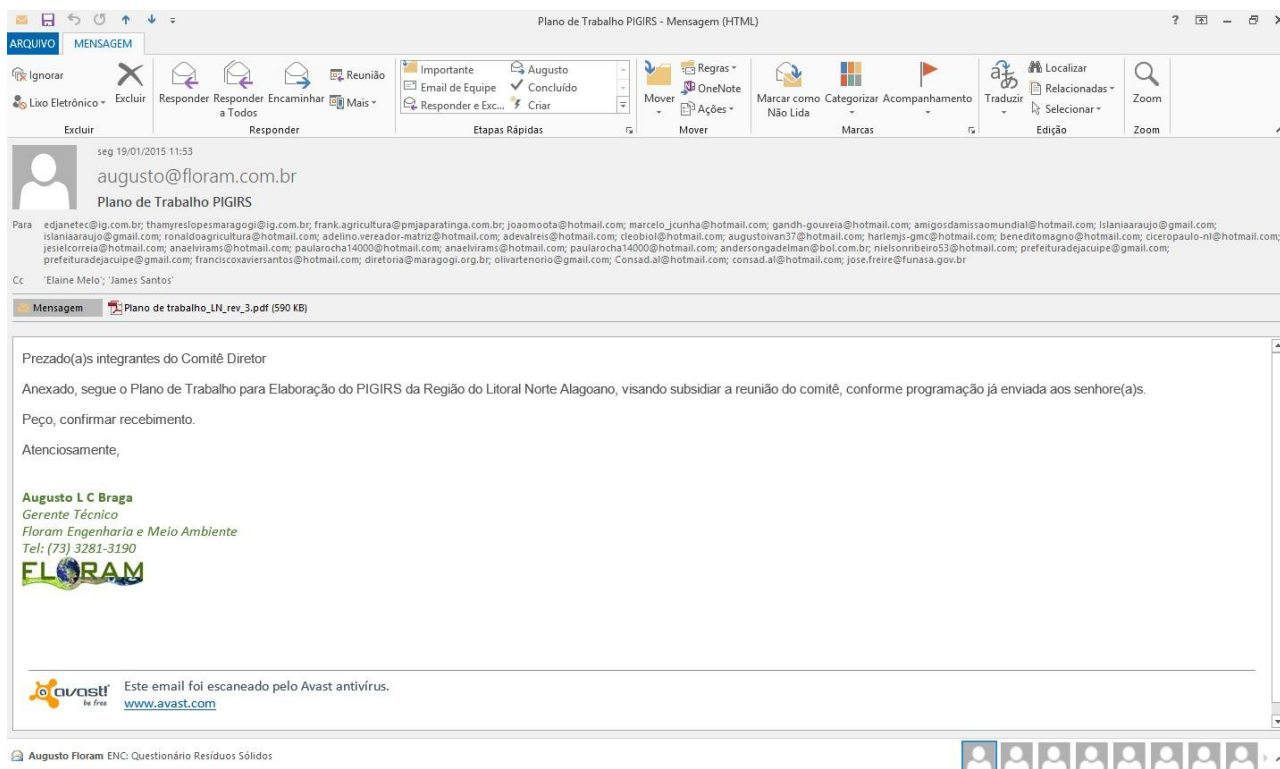 Plano de Trabalho PIGIRS - Mensagem (HTML)
ARQUIVO MENSAGEM
Ignorar
Lixo Eletrônico
Excluir
Responder
Responder a Todos
Encaminhar
Reunião
Mais
Importante
Email de Equipe
Responder e Exc...
Augusto
Concluído
Criar
Mover
Regras
OneNote
Ações
Marcar como Não Lida
Categorizar
Acompanhamento
Traduzir
Localizar
Relacionadas
Selecionar
Zoom
Excluir Responder Etapas Rápidas Mover Marcas Edição Zoom
seg 19/01/2015 11:53
augusto@floram.com.br
Plano de Trabalho PIGIRS
Para edjanetec@ig.com.br; thamyreslopesmaragogi@ig.com.br; frank.agricultura@pmjaparatinga.com.br; joaomoota@hotmail.com; marcelo_jcunha@hotmail.com; gandh-gouveia@hotmail.com; amigosdamissaomundial@hotmail.com; Islaniaaraujo@gmail.com;
islaniaaraujo@gmail.com; ronaldoagricultura@hotmail.com; adelino.vereador-matriz@hotmail.com; adevalreis@hotmail.com; cleobiol@hotmail.com; augustoivan37@hotmail.com; harlemjs-gmc@hotmail.com; beneditomagno@hotmail.com; ciceropaulo-nl@hotmail.com;
jesielcorreia@hotmail.com; anaelvirams@hotmail.com; paularocha14000@hotmail.com; anaelvirams@hotmail.com; paularocha14000@hotmail.com; andersongadelman@bol.com.br; nielsonribeiro53@hotmail.com; prefeituradejacuipe@gmail.com;
prefeituradejacuipe@gmail.com; franciscoxaviersantos@hotmail.com; diretoria@maragogi.org.br; olivartenorio@gmail.com; Consad.al@hotmail.com; consad.al@hotmail.com; jose.freire@funasa.gov.br
Cc 'Elaine Melo'; 'James Santos'
Mensagem Plano de trabalho_LN_rev_3.pdf (590 KB)
Prezado(a)s integrantes do Comitê Diretor
Anexado, segue o Plano de Trabalho para Elaboração do PIGIRS da Região do Litoral Norte Alagoano, visando subsidiar a reunião do comitê, conforme programação já enviada aos senhore(a)s.
Peço, confirmar recebimento.
Atenciosamente,
Augusto L C Braga
Gerente Técnico
Floram Engenharia e Meio Ambiente
Tel: (73) 3281-3190
FLORAM
avast! be free
Este email foi escaneado pelo Avast antivírus.
www.avast.com
Augusto Floram ENC: Questionário Resíduos Sólidos